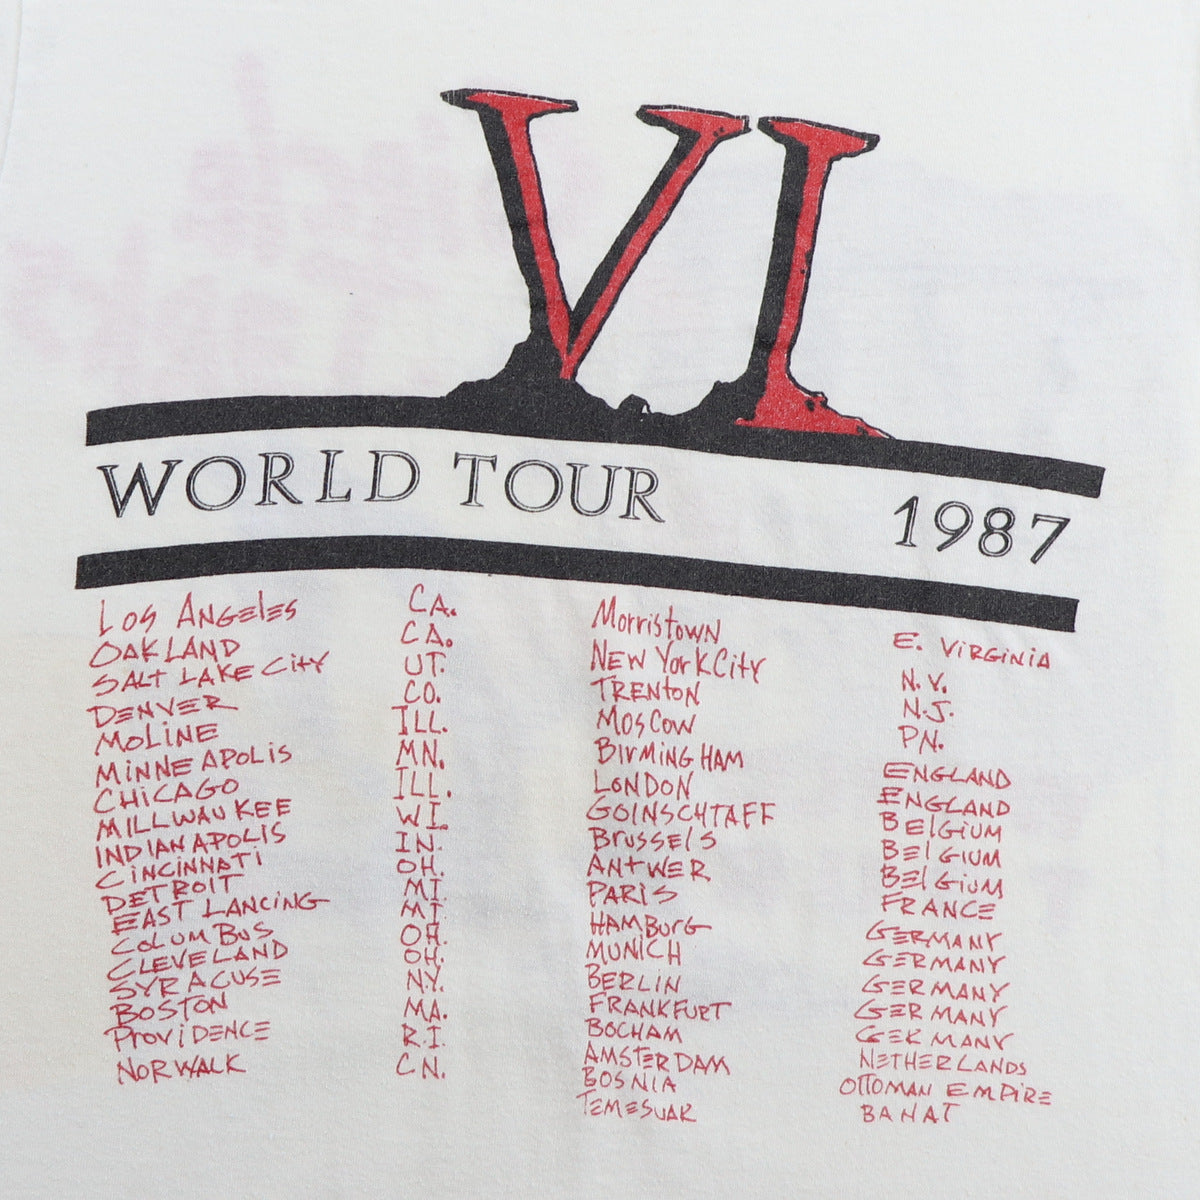 VI
WORLD TOUR 1987
Los Angeles CA.
OAKLAND CA.
SALT LAKE City UT.
DENVER CO.
MOLINE ILL.
MINNEAPOLIS MN.
CHICAGO ILL.
MILLWAUKEE WI.
INDIANAPOLIS IN.
CINCINNATI OH.
DETROIT MI
EAST LANCING MI
COLUMBUS OH.
CLEVELAND OH.
SYRACUSE N.Y.
BOSTON MA.
Providence R.I.
NORWALK CN.
Morristown E. VIRGINIA
NEW York City N.Y.
TRENTON N.J.
Moscow PN.
BIrMINGHAM ENGLAND
LONDON ENGLAND
GOINSCHTAFF BElGIUM
Brussels BElGIUM
ANtWER BElGiUM
PARIS FRANCE
HAMBUrG GERMANY
MUNICH GERMANY
BERLIN GERMANY
FRANKFURT GERMANY
BOCHAM GERMANY
AMSTERDAM NETHERLANDS
BOSNIA OTTOMAN EMPiRE
TEMESUAR BANAT